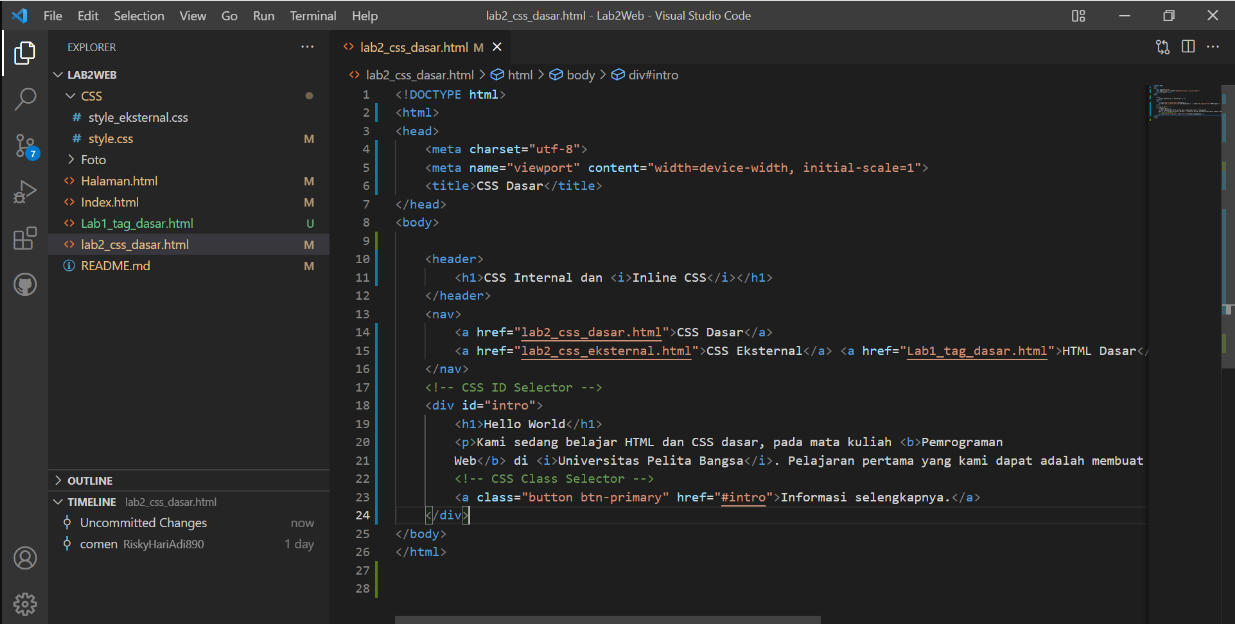 File Edit Selection View Go Run Terminal Help lab2_css_dasar.html - Lab2Web - Visual Studio Code
EXPLORER ···
LAB2WEB
CSS
# style_eksternal.css
# style.css M
Foto
<> Halaman.html M
<> Index.html M
<> Lab1_tag_dasar.html U
<> lab2_css_dasar.html M
README.md M
7
OUTLINE
TIMELINE lab2_css_dasar.html
Uncommitted Changes now
comen RiskyHariAdi890 1 day
<> lab2_css_dasar.html M
<> lab2_css_dasar.html > html > body > div#intro
1 <!DOCTYPE html>
2 <html>
3 <head>
4 <meta charset="utf-8">
5 <meta name="viewport" content="width=device-width, initial-scale=1">
6 <title>CSS Dasar</title>
7 </head>
8 <body>
9
10 <header>
11 <h1>CSS Internal dan <i>Inline CSS</i></h1>
12 </header>
13 <nav>
14 <a href="lab2_css_dasar.html">CSS Dasar</a>
15 <a href="lab2_css_eksternal.html">CSS Eksternal</a> <a href="Lab1_tag_dasar.html">HTML Dasar</
16 </nav>
17 <!-- CSS ID Selector -->
18 <div id="intro">
19 <h1>Hello World</h1>
20 <p>Kami sedang belajar HTML dan CSS dasar, pada mata kuliah <b>Pemrograman
21 Web</b> di <i>Universitas Pelita Bangsa</i>. Pelajaran pertama yang kami dapat adalah membuat
22 <!-- CSS Class Selector -->
23 <a class="button btn-primary" href="#intro">Informasi selengkapnya.</a>
24 </div>
25 </body>
26 </html>
27
28